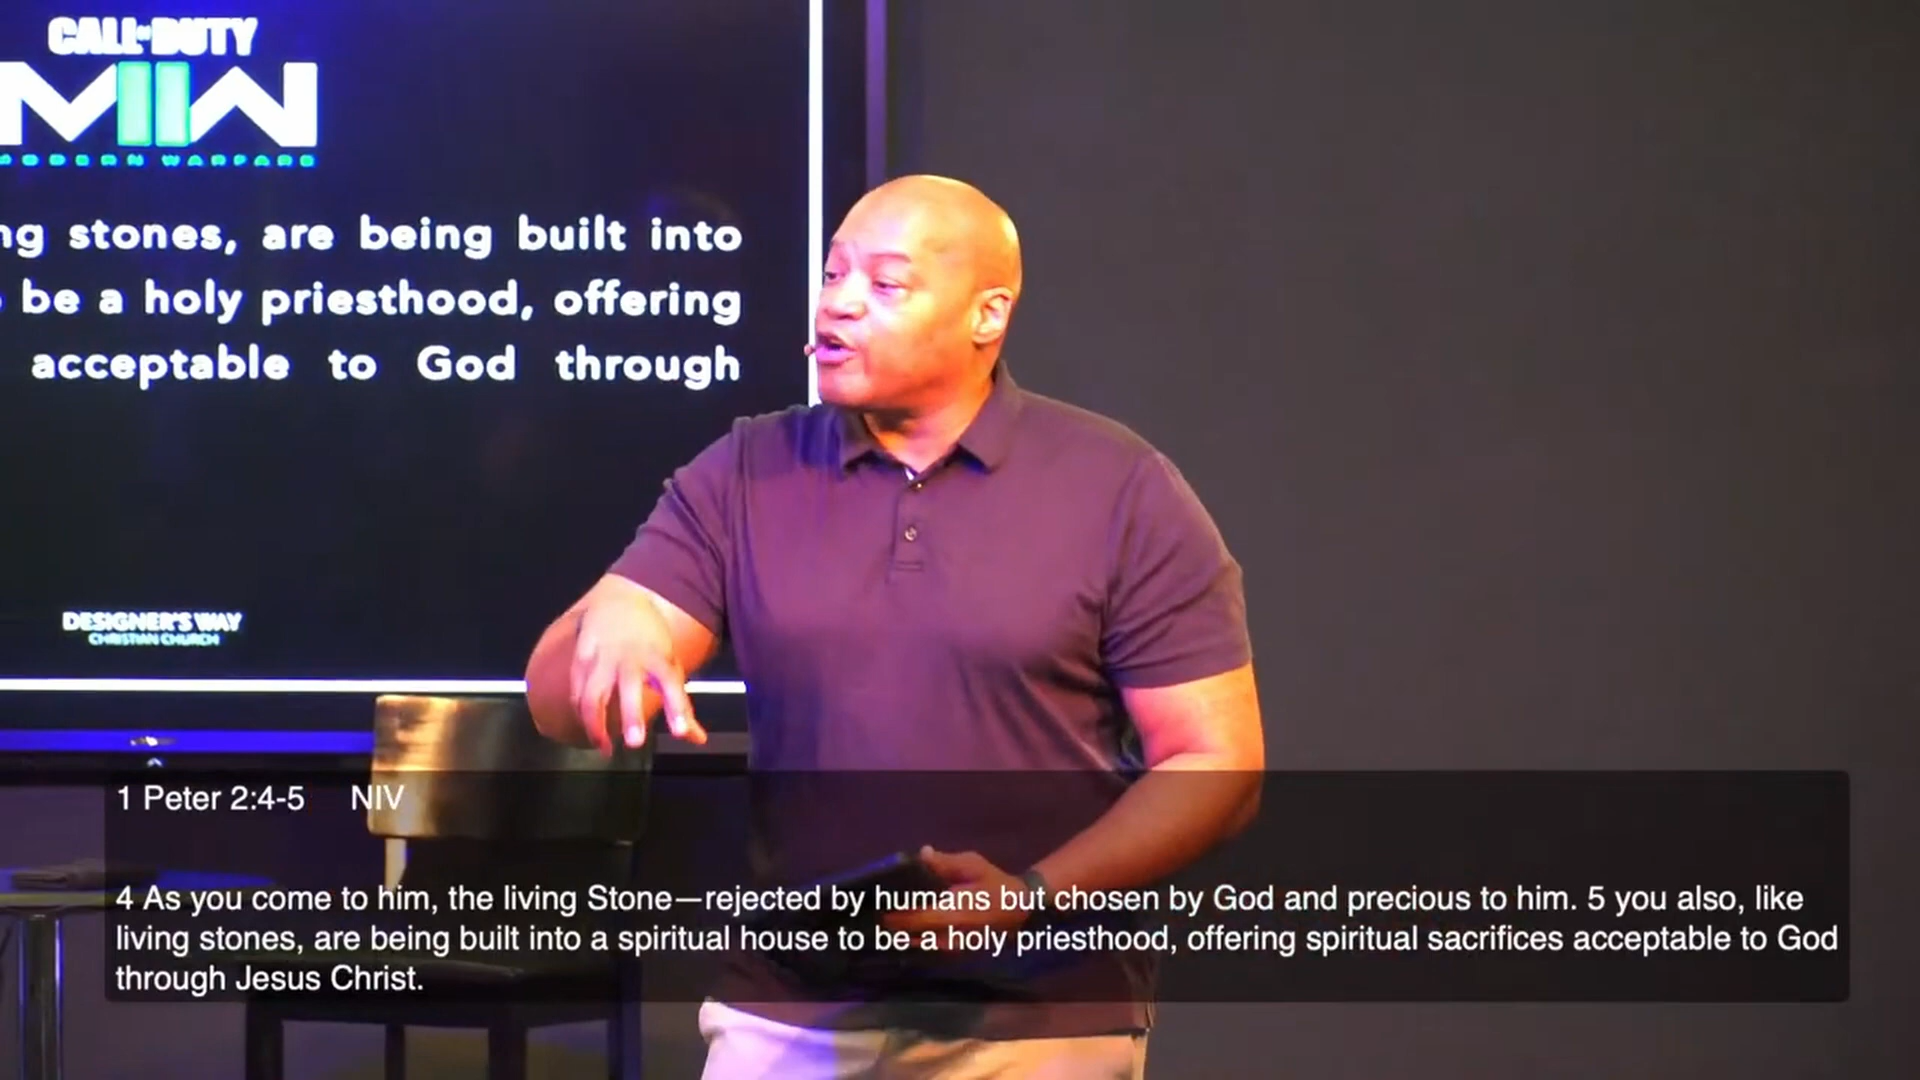 CALL OF DUTY
MIIW
MODERN WARFARE
ng stones, are being built into
be a holy priesthood, offering
acceptable to God through
DESIGNER'S WAY
CHRISTIAN CHURCH
1 Peter 2:4-5 NIV
4 As you come to him, the living Stone—rejected by humans but chosen by God and precious to him. 5 you also, like
living stones, are being built into a spiritual house to be a holy priesthood, offering spiritual sacrifices acceptable to God
through Jesus Christ.